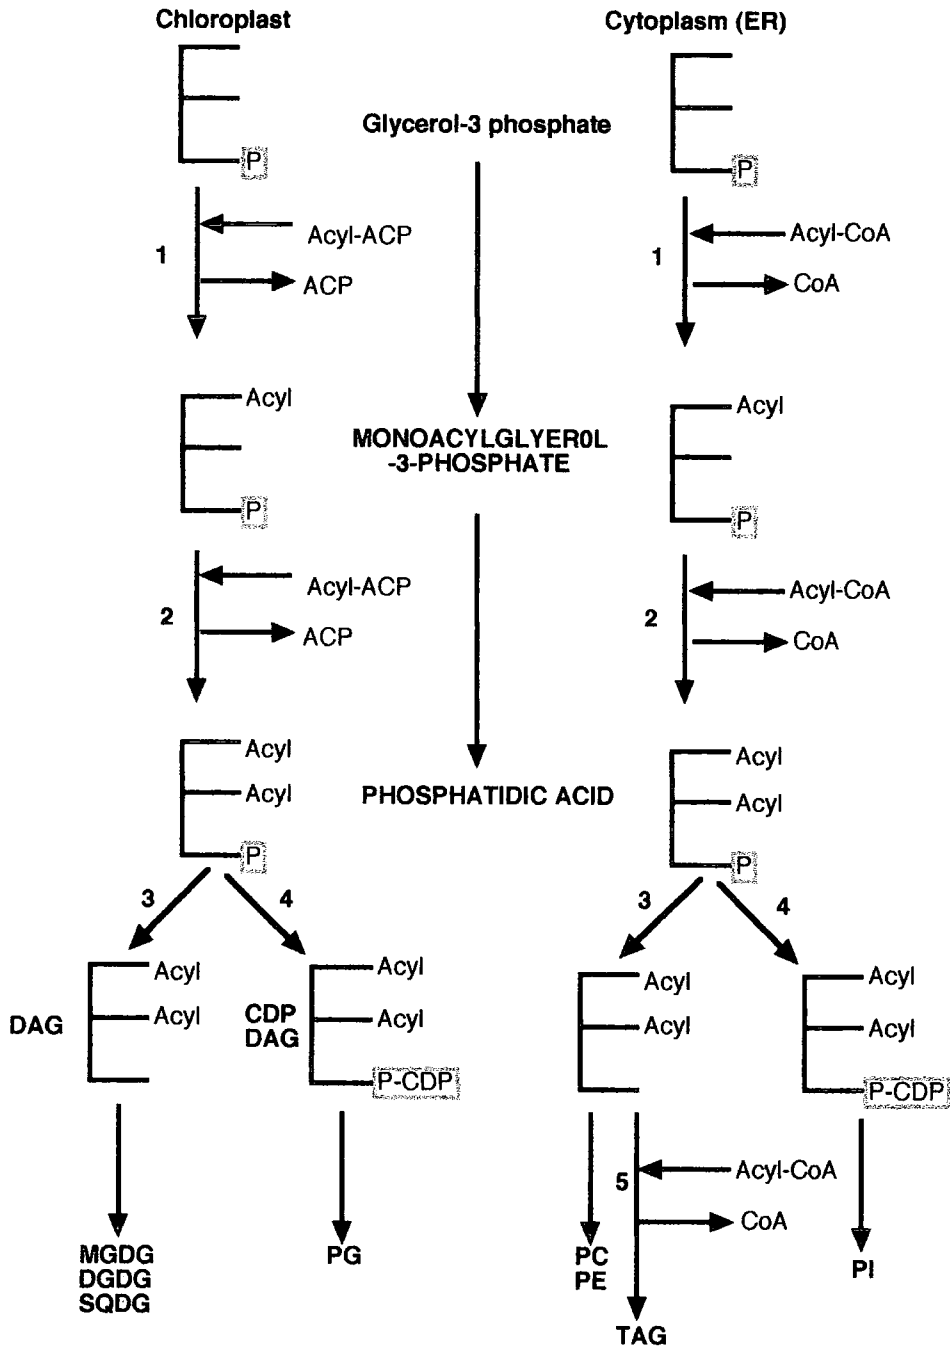 Chloroplast
Cytoplasm (ER)
Glycerol-3 phosphate
P
P
1
Acyl-ACP
ACP
1
Acyl-CoA
CoA
Acyl
Acyl
MONOACYLGLYER0L
-3-PHOSPHATE
P
P
2
Acyl-ACP
ACP
2
Acyl-CoA
CoA
Acyl
Acyl
Acyl
Acyl
PHOSPHATIDIC ACID
P
P
3
4
3
4
DAG
Acyl
Acyl
CDP
DAG
Acyl
Acyl
P-CDP
Acyl
Acyl
Acyl
Acyl
P-CDP
5
Acyl-CoA
CoA
MGDG
DGDG
SQDG
PG
PC
PE
PI
TAG